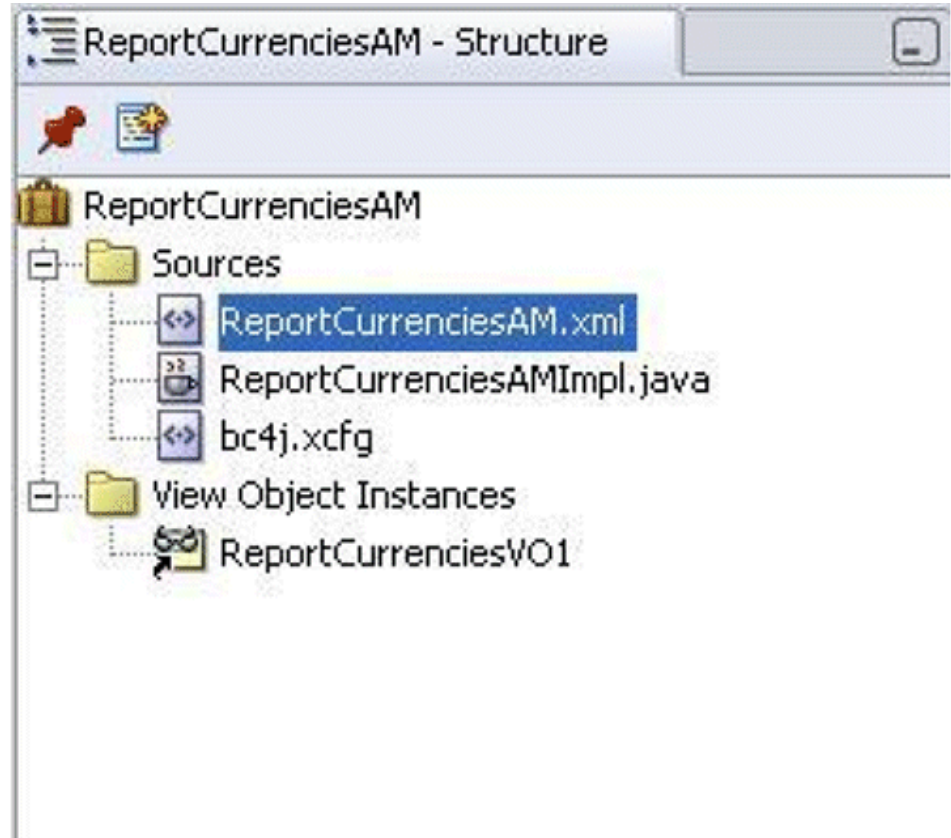 ReportCurrenciesAM - Structure
ReportCurrenciesAM
Sources
ReportCurrenciesAM.xml
ReportCurrenciesAMImpl.java
bc4j.xcfg
View Object Instances
ReportCurrenciesVO1